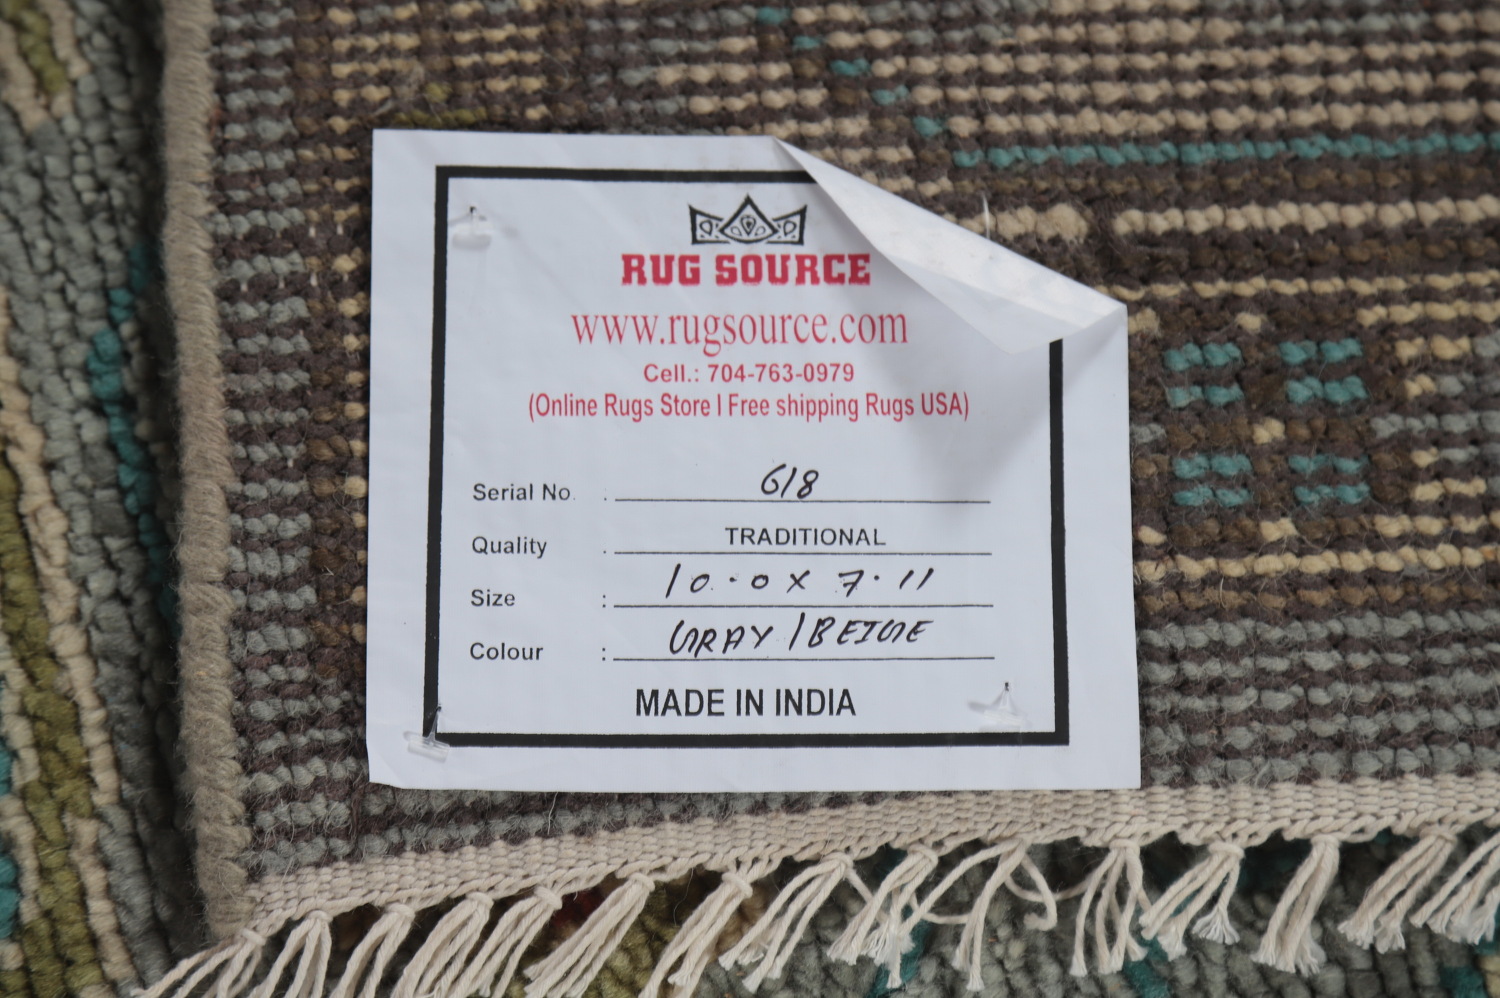 RUG SOURCE
www.rugsource.com
Cell.: 704-763-0979
(Online Rugs Store I Free shipping Rugs USA)
Serial No. : 618
Quality : TRADITIONAL
Size : 10.0 X 7.11
Colour : GRAY / BEIGE
MADE IN INDIA